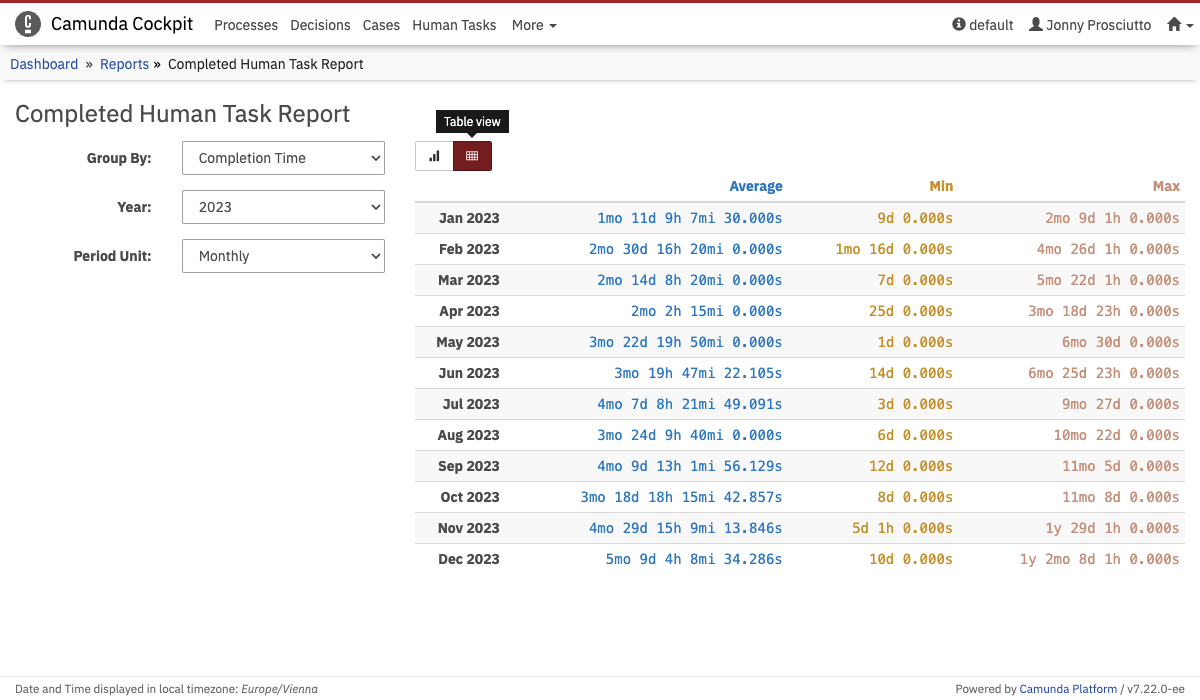 Camunda Cockpit Processes Decisions Cases Human Tasks More default Jonny Prosciutto
Dashboard » Reports » Completed Human Task Report
Completed Human Task Report
Table view
Group By: Completion Time
Year: 2023
Period Unit: Monthly
Average Min Max
Jan 2023 1mo 11d 9h 7mi 30.000s 9d 0.000s 2mo 9d 1h 0.000s
Feb 2023 2mo 30d 16h 20mi 0.000s 1mo 16d 0.000s 4mo 26d 1h 0.000s
Mar 2023 2mo 14d 8h 20mi 0.000s 7d 0.000s 5mo 22d 1h 0.000s
Apr 2023 2mo 2h 15mi 0.000s 25d 0.000s 3mo 18d 23h 0.000s
May 2023 3mo 22d 19h 50mi 0.000s 1d 0.000s 6mo 30d 0.000s
Jun 2023 3mo 19h 47mi 22.105s 14d 0.000s 6mo 25d 23h 0.000s
Jul 2023 4mo 7d 8h 21mi 49.091s 3d 0.000s 9mo 27d 0.000s
Aug 2023 3mo 24d 9h 40mi 0.000s 6d 0.000s 10mo 22d 0.000s
Sep 2023 4mo 9d 13h 1mi 56.129s 12d 0.000s 11mo 5d 0.000s
Oct 2023 3mo 18d 18h 15mi 42.857s 8d 0.000s 11mo 8d 0.000s
Nov 2023 4mo 29d 15h 9mi 13.846s 5d 1h 0.000s 1y 29d 1h 0.000s
Dec 2023 5mo 9d 4h 8mi 34.286s 10d 0.000s 1y 2mo 8d 1h 0.000s
Date and Time displayed in local timezone: Europe/Vienna Powered by Camunda Platform / v7.22.0-ee